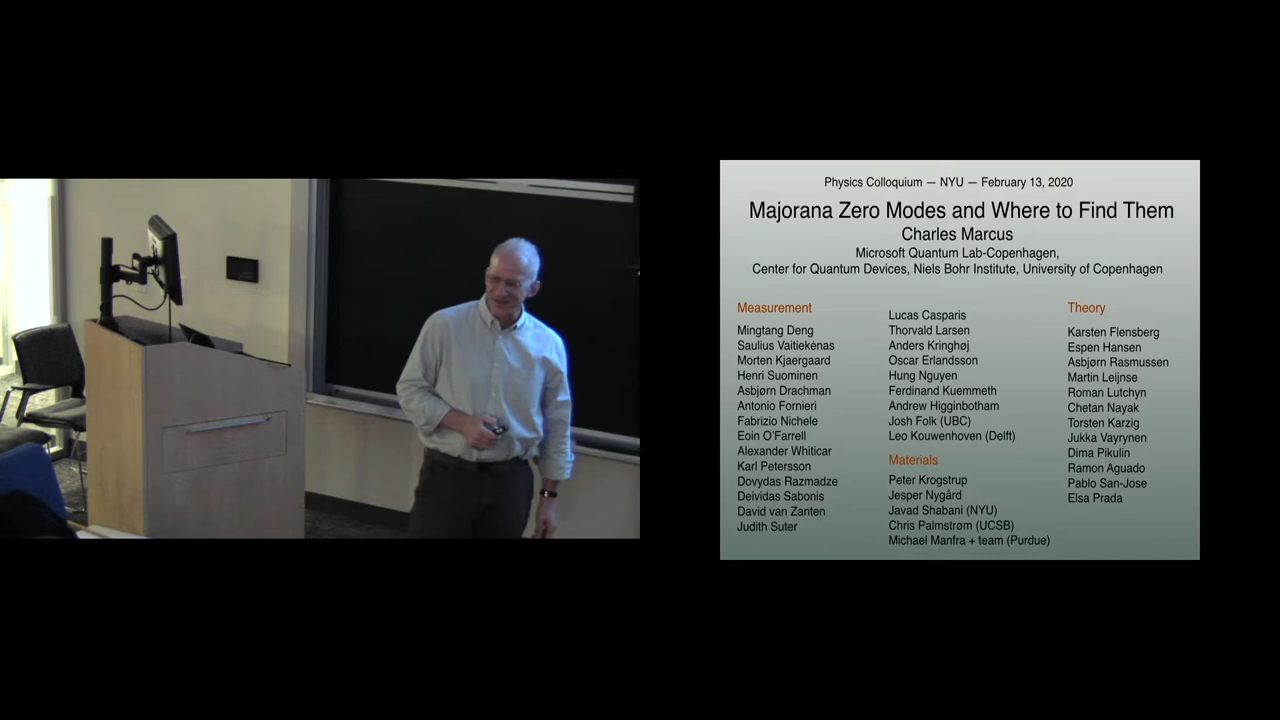 Physics Colloquium — NYU — February 13, 2020
Majorana Zero Modes and Where to Find Them
Charles Marcus
Microsoft Quantum Lab-Copenhagen,
Center for Quantum Devices, Niels Bohr Institute, University of Copenhagen
Measurement
Mingtang Deng
Saulius Vaitiekėnas
Morten Kjaergaard
Henri Suominen
Asbjørn Drachman
Antonio Fornieri
Fabrizio Nichele
Eoin O'Farrell
Alexander Whiticar
Karl Petersson
Dovydas Razmadze
Deividas Sabonis
David van Zanten
Judith Suter
Lucas Casparis
Thorvald Larsen
Anders Kringhøj
Oscar Erlandsson
Hung Nguyen
Ferdinand Kuemmeth
Andrew Higginbotham
Josh Folk (UBC)
Leo Kouwenhoven (Delft)
Materials
Peter Krogstrup
Jesper Nygård
Javad Shabani (NYU)
Chris Palmstrøm (UCSB)
Michael Manfra + team (Purdue)
Theory
Karsten Flensberg
Espen Hansen
Asbjørn Rasmussen
Martin Leijnse
Roman Lutchyn
Chetan Nayak
Torsten Karzig
Jukka Vayrynen
Dima Pikulin
Ramon Aguado
Pablo San-Jose
Elsa Prada